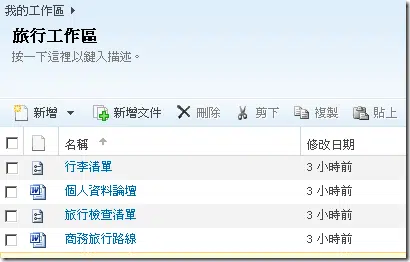 我的工作區
旅行工作區
按一下這裡以鍵入描述。
新增 新增文件 刪除 剪下 複製 貼上
名稱 修改日期
行李清單 3 小時前
個人資料論壇 3 小時前
旅行檢查清單 3 小時前
商務旅行路線 3 小時前